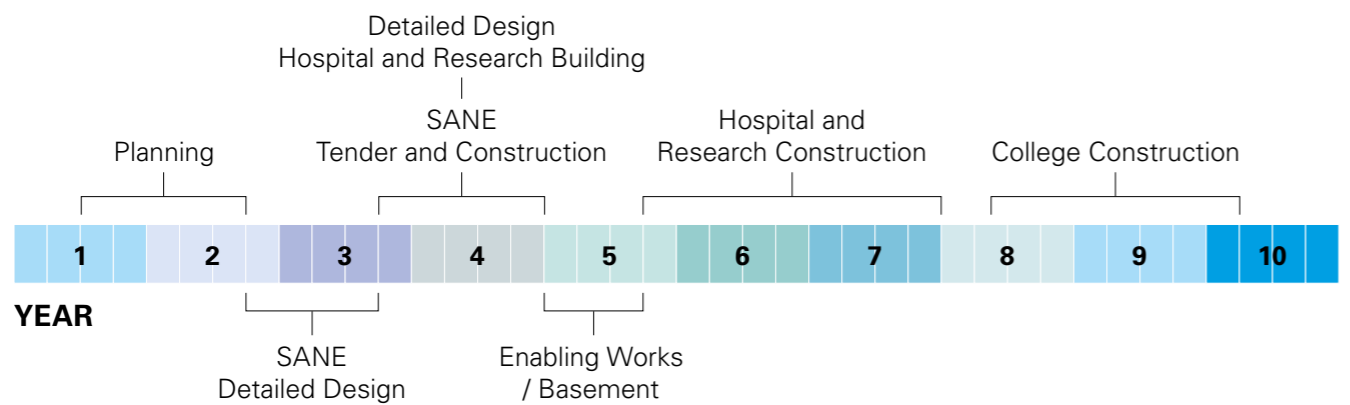 Detailed Design
Hospital and Research Building
SANE
Tender and Construction
Planning
Hospital and
Research Construction
College Construction
1 2 3 4 5 6 7 8 9 10
YEAR
SANE
Detailed Design
Enabling Works
/ Basement